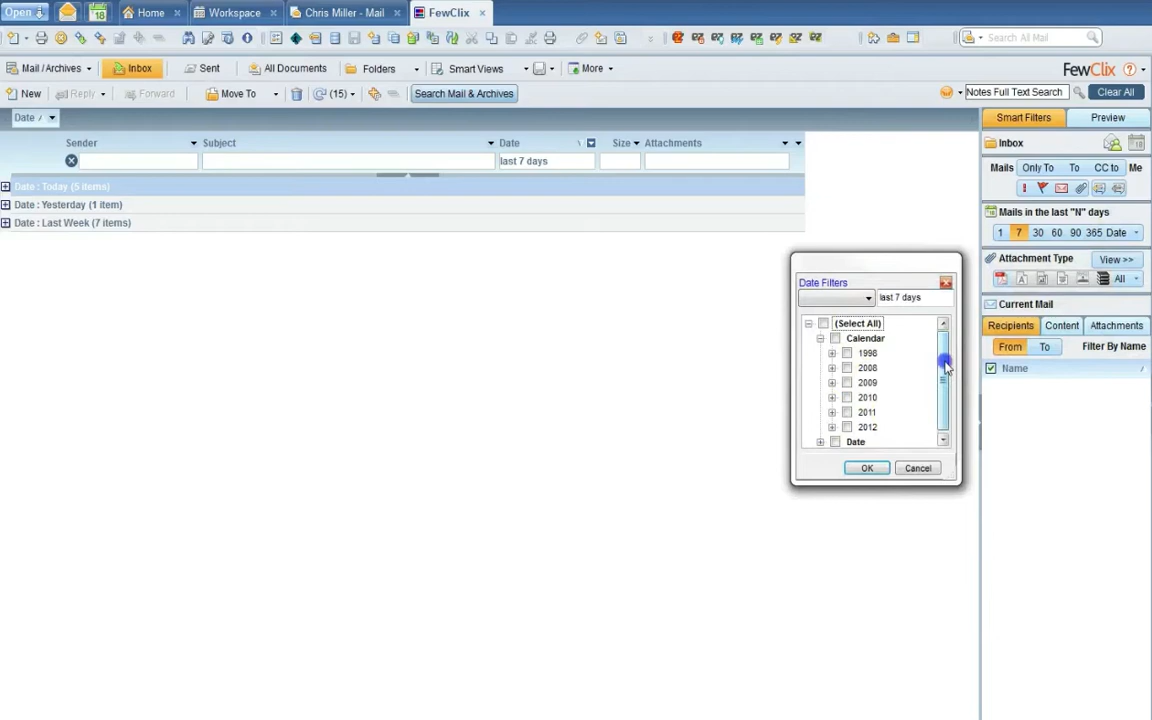 Open
18
Home
Workspace
Chris Miller - Mail
FewClix
Search All Mail
Mail / Archives
Inbox
Sent
All Documents
Folders
Smart Views
More
FewClix
New
Reply
Forward
Move To
(15)
Search Mail & Archives
Notes Full Text Search
Clear All
Date
Smart Filters
Preview
Sender
Subject
Date
Size
Attachments
last 7 days
Inbox
Mails
Only To
To
CC to
Me
Date : Today (5 items)
Date : Yesterday (1 item)
Date : Last Week (7 items)
Mails in the last "N" days
1 7 30 60 90 365 Date
Attachment Type
View >>
All
Current Mail
Recipients
Content
Attachments
From
To
Filter By Name
Name
Date Filters
last 7 days
(Select All)
Calendar
1998
2008
2009
2010
2011
2012
Date
OK
Cancel